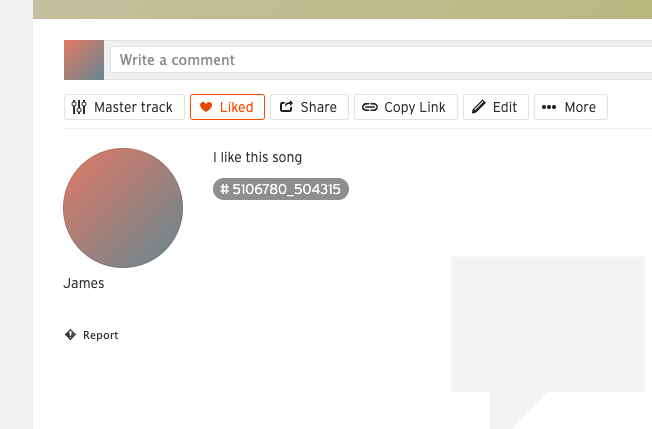 Write a comment
Master track Liked Share Copy Link Edit More
I like this song
# 5106780_504315
James
Report